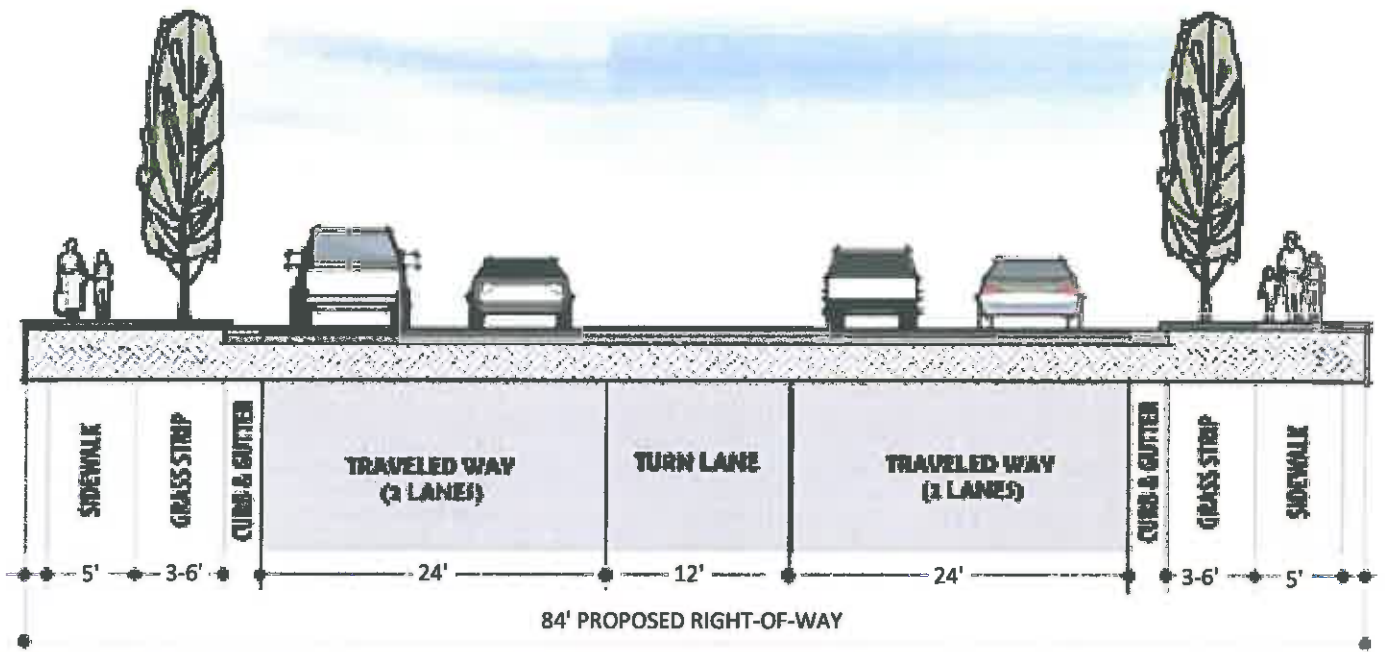 SIDEWALK
GRASS STRIP
CURB & GUTTER
TRAVELED WAY
(2 LANES)
TURN LANE
TRAVELED WAY
(2 LANES)
CURB & GUTTER
GRASS STRIP
SIDEWALK
5' 3-6' 24' 12' 24' 3-6' 5'
84' PROPOSED RIGHT-OF-WAY